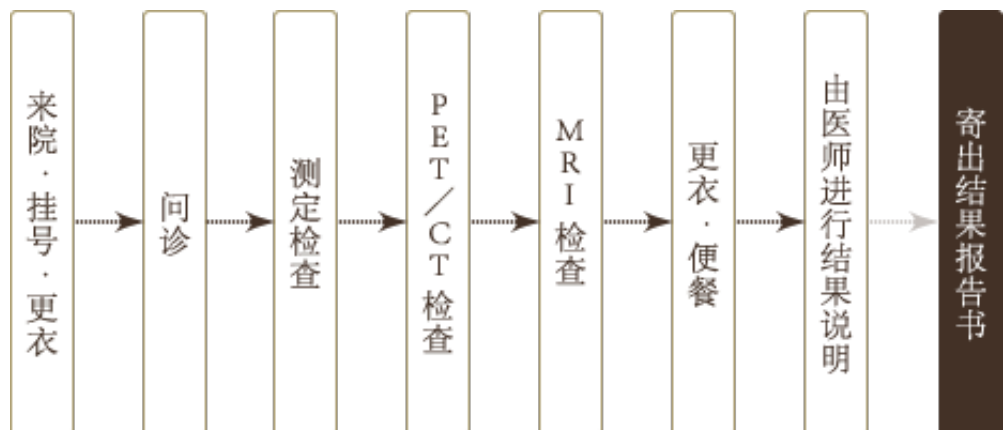 来院·挂号·更衣
问诊
测定检查
PET／CT检查
MRI检查
更衣·便餐
由医师进行结果说明
寄出结果报告书